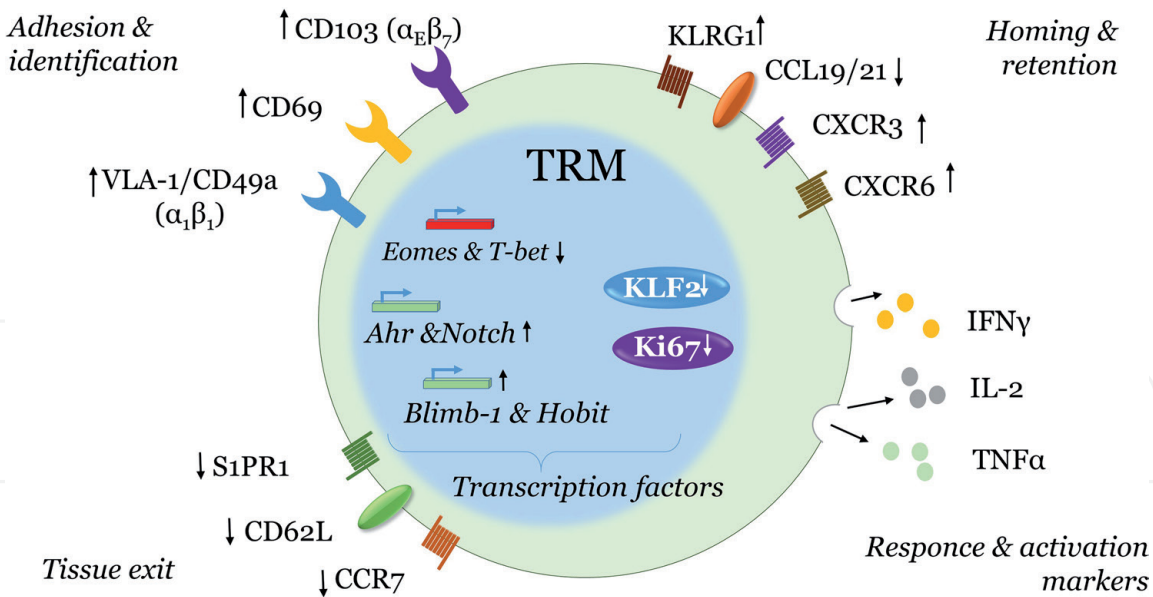 Adhesion &
identification
↑CD103 (αEβ7)
↑CD69
↑VLA-1/CD49a
(α1β1)
KLRG1↑
CCL19/21 ↓
CXCR3 ↑
CXCR6 ↑
Homing &
retention
TRM
Eomes & T-bet ↓
Ahr &Notch ↑
↑
Blimb-1 & Hobit
Transcription factors
KLF2↓
Ki67↓
IFNγ
IL-2
TNFα
↓ S1PR1
↓ CD62L
↓ CCR7
Tissue exit
Responce & activation
markers